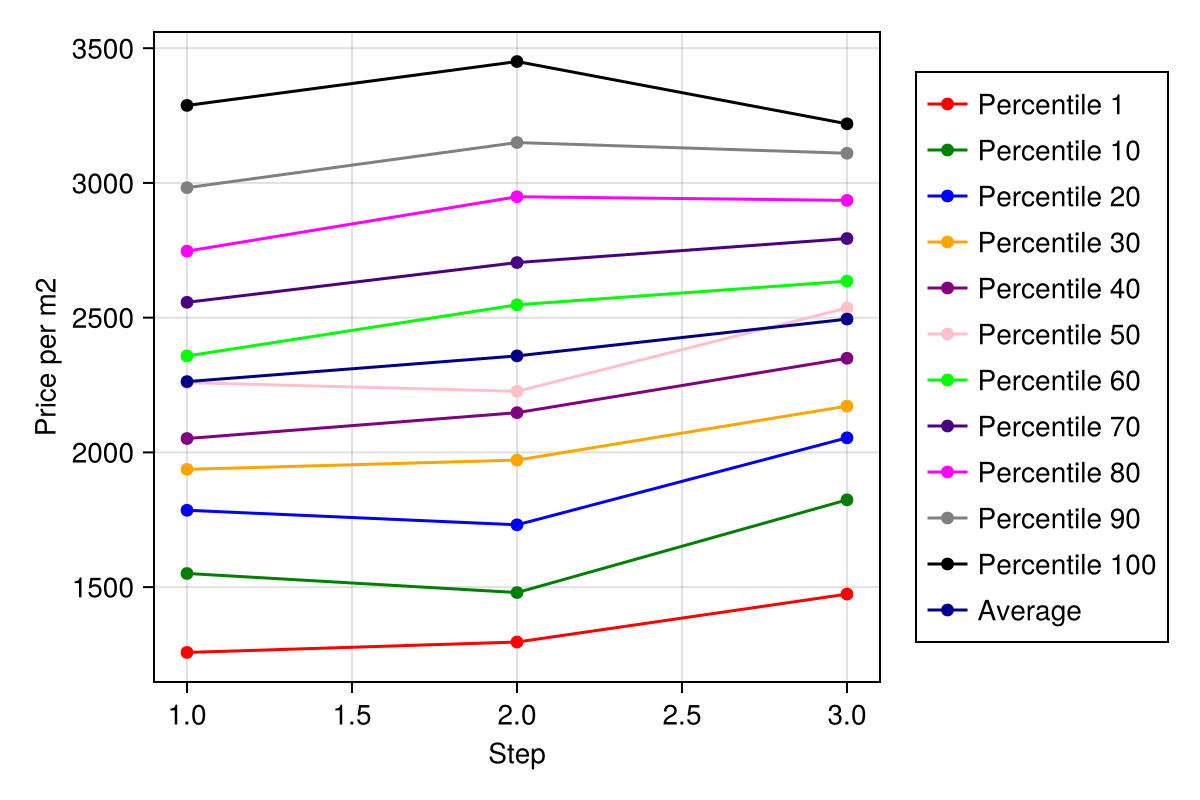 3500
3000
2500
2000
1500
Price per m2
1.0 1.5 2.0 2.5 3.0
Step
Percentile 1
Percentile 10
Percentile 20
Percentile 30
Percentile 40
Percentile 50
Percentile 60
Percentile 70
Percentile 80
Percentile 90
Percentile 100
Average